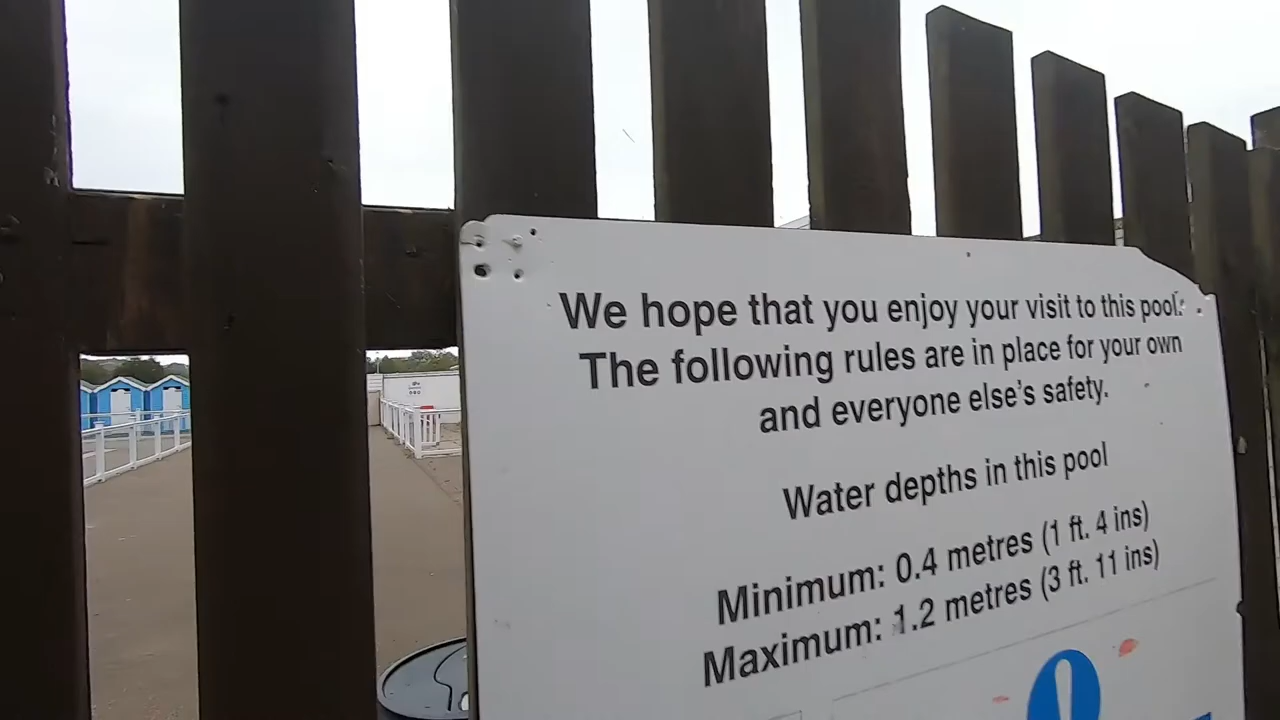 We hope that you enjoy your visit to this pool.
The following rules are in place for your own
and everyone else's safety.
Water depths in this pool
Minimum: 0.4 metres (1 ft. 4 ins)
Maximum: 1.2 metres (3 ft. 11 ins)